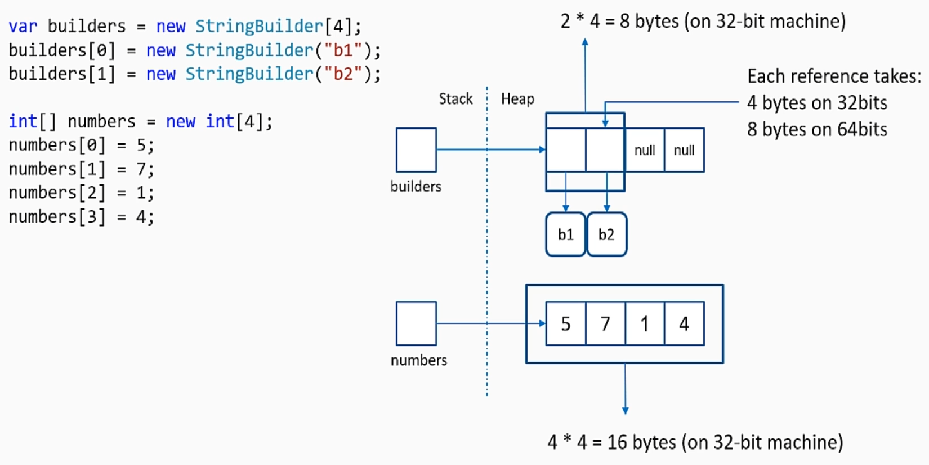 var builders = new StringBuilder[4];
builders[0] = new StringBuilder("b1");
builders[1] = new StringBuilder("b2");
int[] numbers = new int[4];
numbers[0] = 5;
numbers[1] = 7;
numbers[2] = 1;
numbers[3] = 4;
2 * 4 = 8 bytes (on 32-bit machine)
Each reference takes:
4 bytes on 32bits
8 bytes on 64bits
Stack
Heap
null null
builders
b1 b2
5 7 1 4
numbers
4 * 4 = 16 bytes (on 32-bit machine)